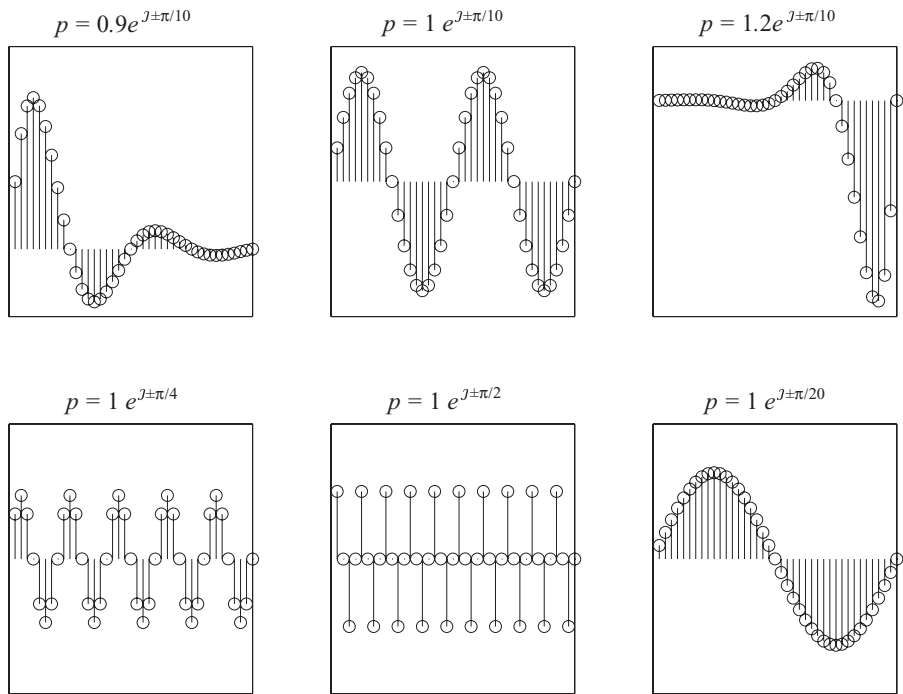 p = 0.9e^{J±π/10}
p = 1 e^{J±π/10}
p = 1.2e^{J±π/10}
p = 1 e^{J±π/4}
p = 1 e^{J±π/2}
p = 1 e^{J±π/20}